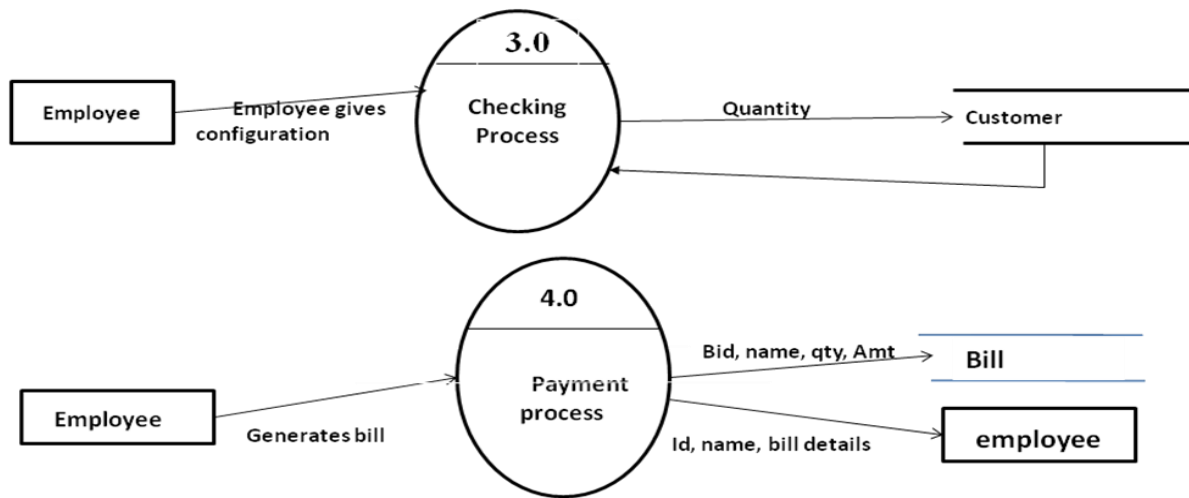 3.0
Employee
Employee gives
configuration
Checking
Process
Quantity
Customer
4.0
Employee
Generates bill
Payment
process
Bid, name, qty, Amt
Bill
Id, name, bill details
employee